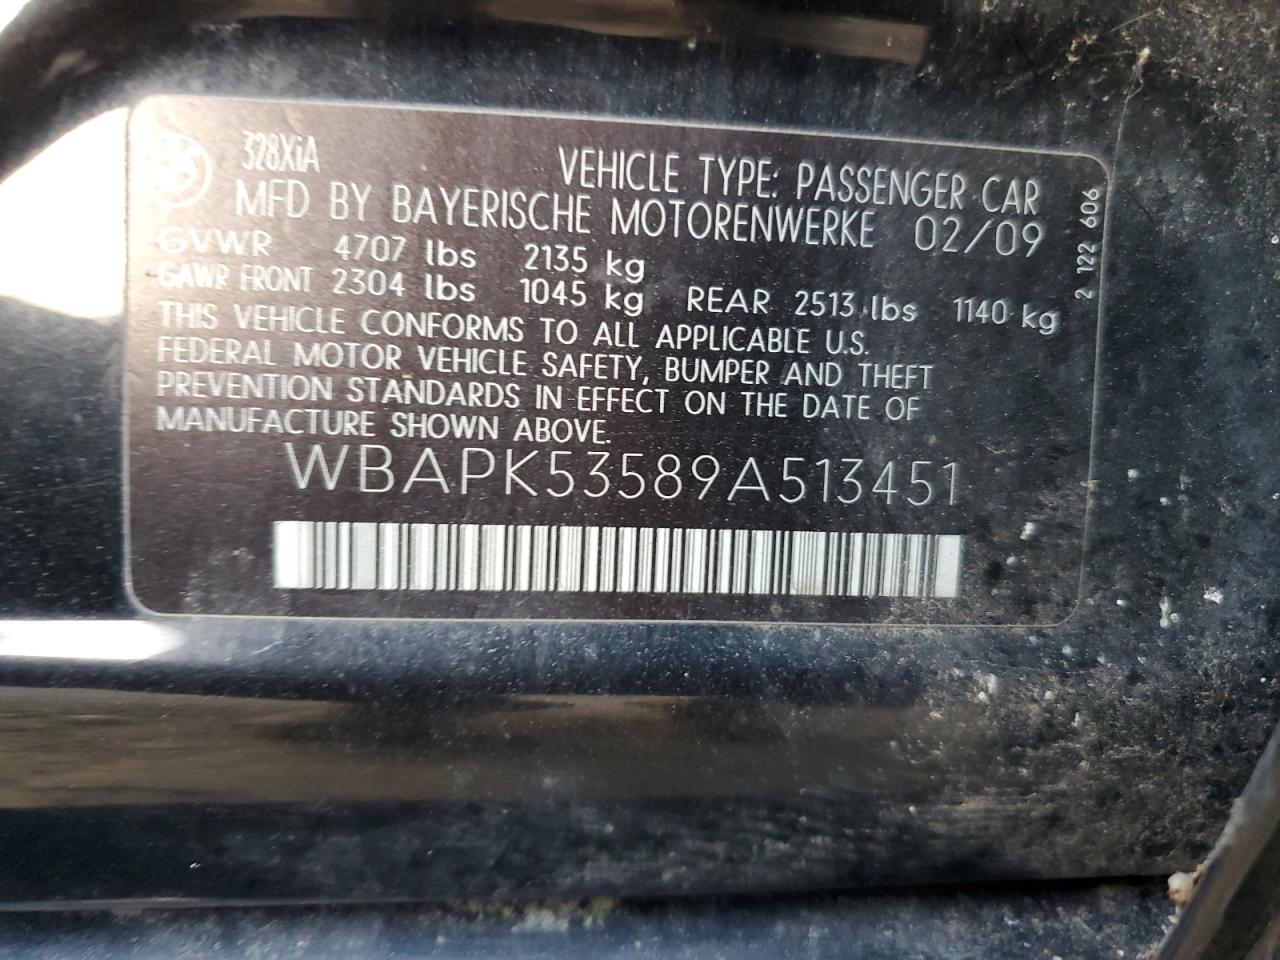 328XiA
VEHICLE TYPE: PASSENGER CAR
MFD BY BAYERISCHE MOTORENWERKE 02/09
GVWR 4707 lbs 2135 kg
GAWR FRONT 2304 lbs 1045 kg REAR 2513 lbs 1140 kg
THIS VEHICLE CONFORMS TO ALL APPLICABLE U.S.
FEDERAL MOTOR VEHICLE SAFETY, BUMPER AND THEFT
PREVENTION STANDARDS IN EFFECT ON THE DATE OF
MANUFACTURE SHOWN ABOVE.
WBAPK53589A513451
2 122 606